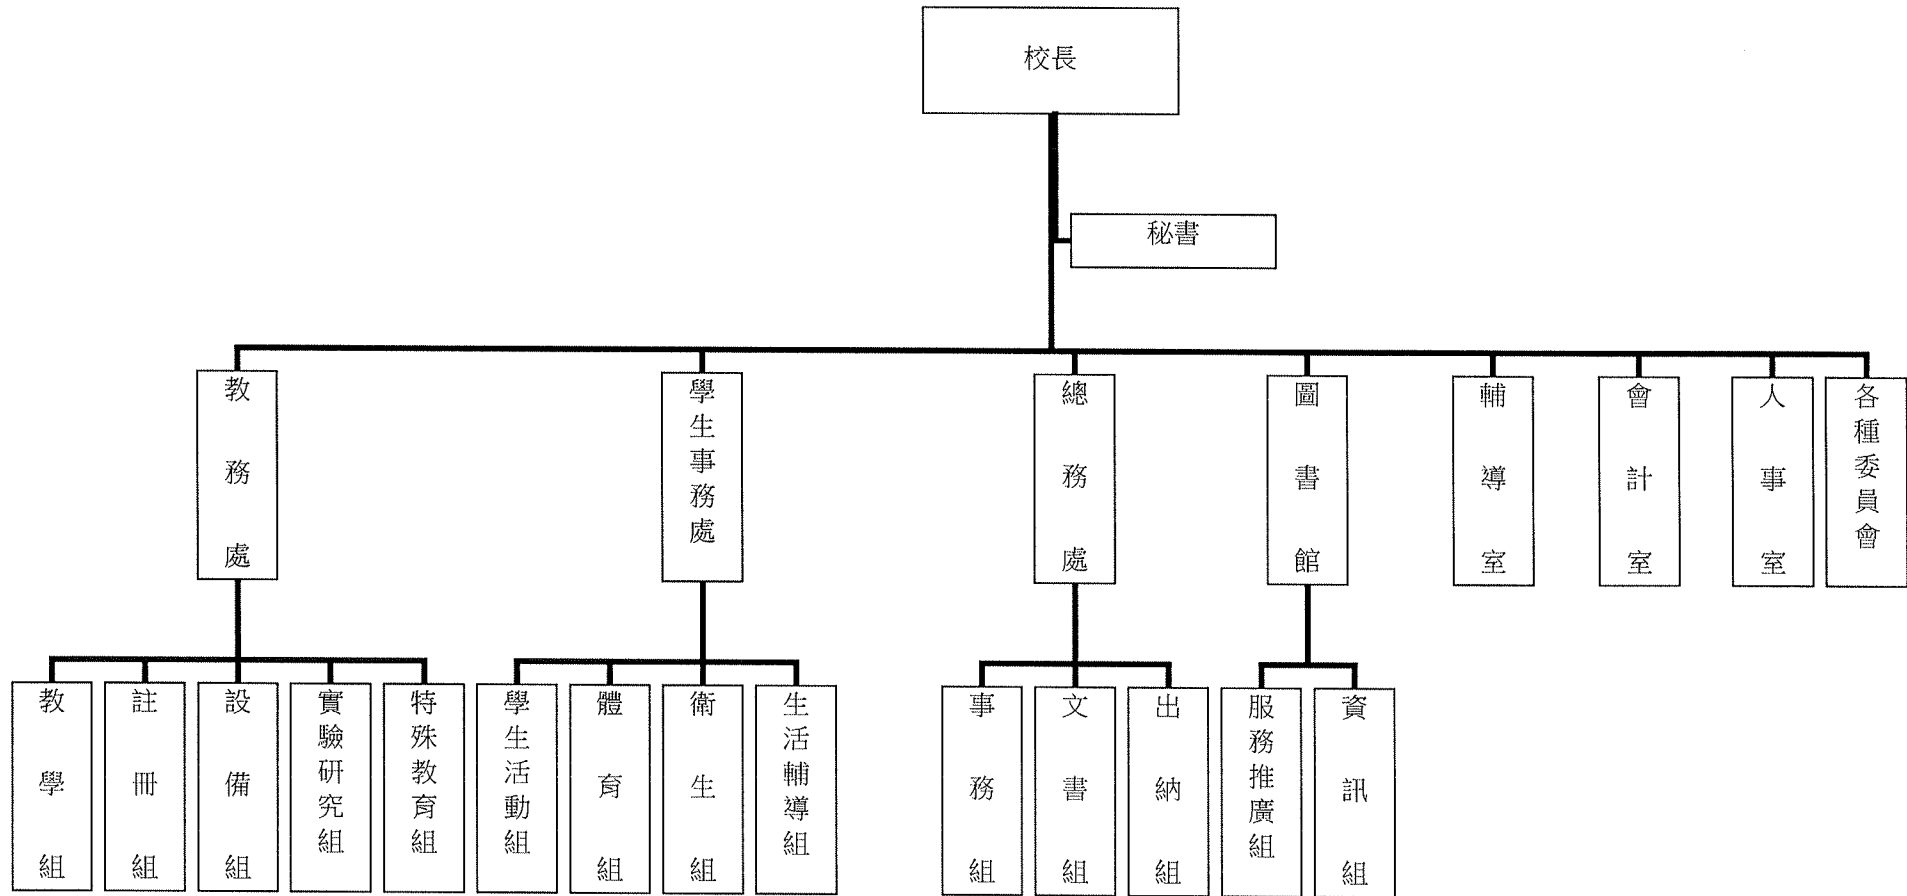 校長
秘書
教務處
學生事務處
總務處
圖書館
輔導室
會計室
人事室
各種委員會
教學組
註冊組
設備組
實驗研究組
特殊教育組
學生活動組
體育組
衛生組
生活輔導組
事務組
文書組
出納組
服務推廣組
資訊組